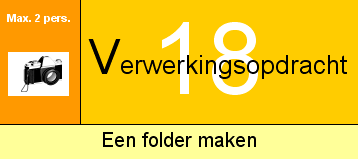 Max. 2 pers.
18
Verwerkingsopdracht
Een folder maken